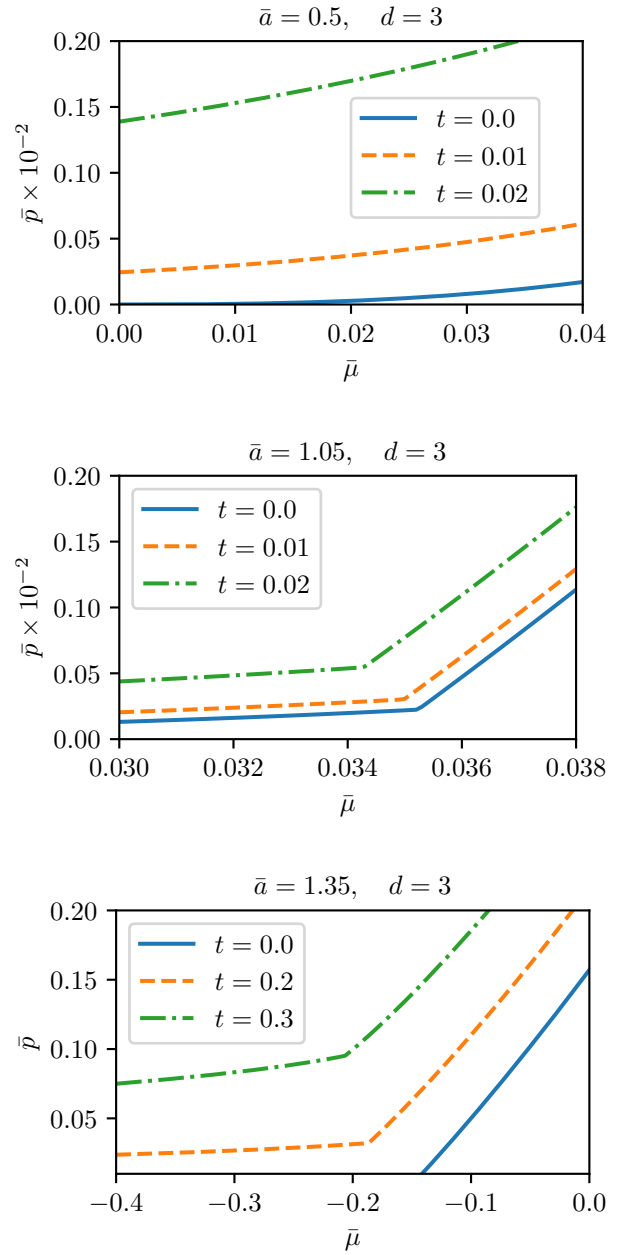 ā = 0.5, d = 3
0.20
0.15
0.10
0.05
0.00
p̄ × 10⁻²
t = 0.0
t = 0.01
t = 0.02
0.00 0.01 0.02 0.03 0.04
μ̄
ā = 1.05, d = 3
0.20
0.15
0.10
0.05
0.00
p̄ × 10⁻²
t = 0.0
t = 0.01
t = 0.02
0.030 0.032 0.034 0.036 0.038
μ̄
ā = 1.35, d = 3
0.20
0.15
0.10
0.05
p̄
t = 0.0
t = 0.2
t = 0.3
−0.4 −0.3 −0.2 −0.1 0.0
μ̄